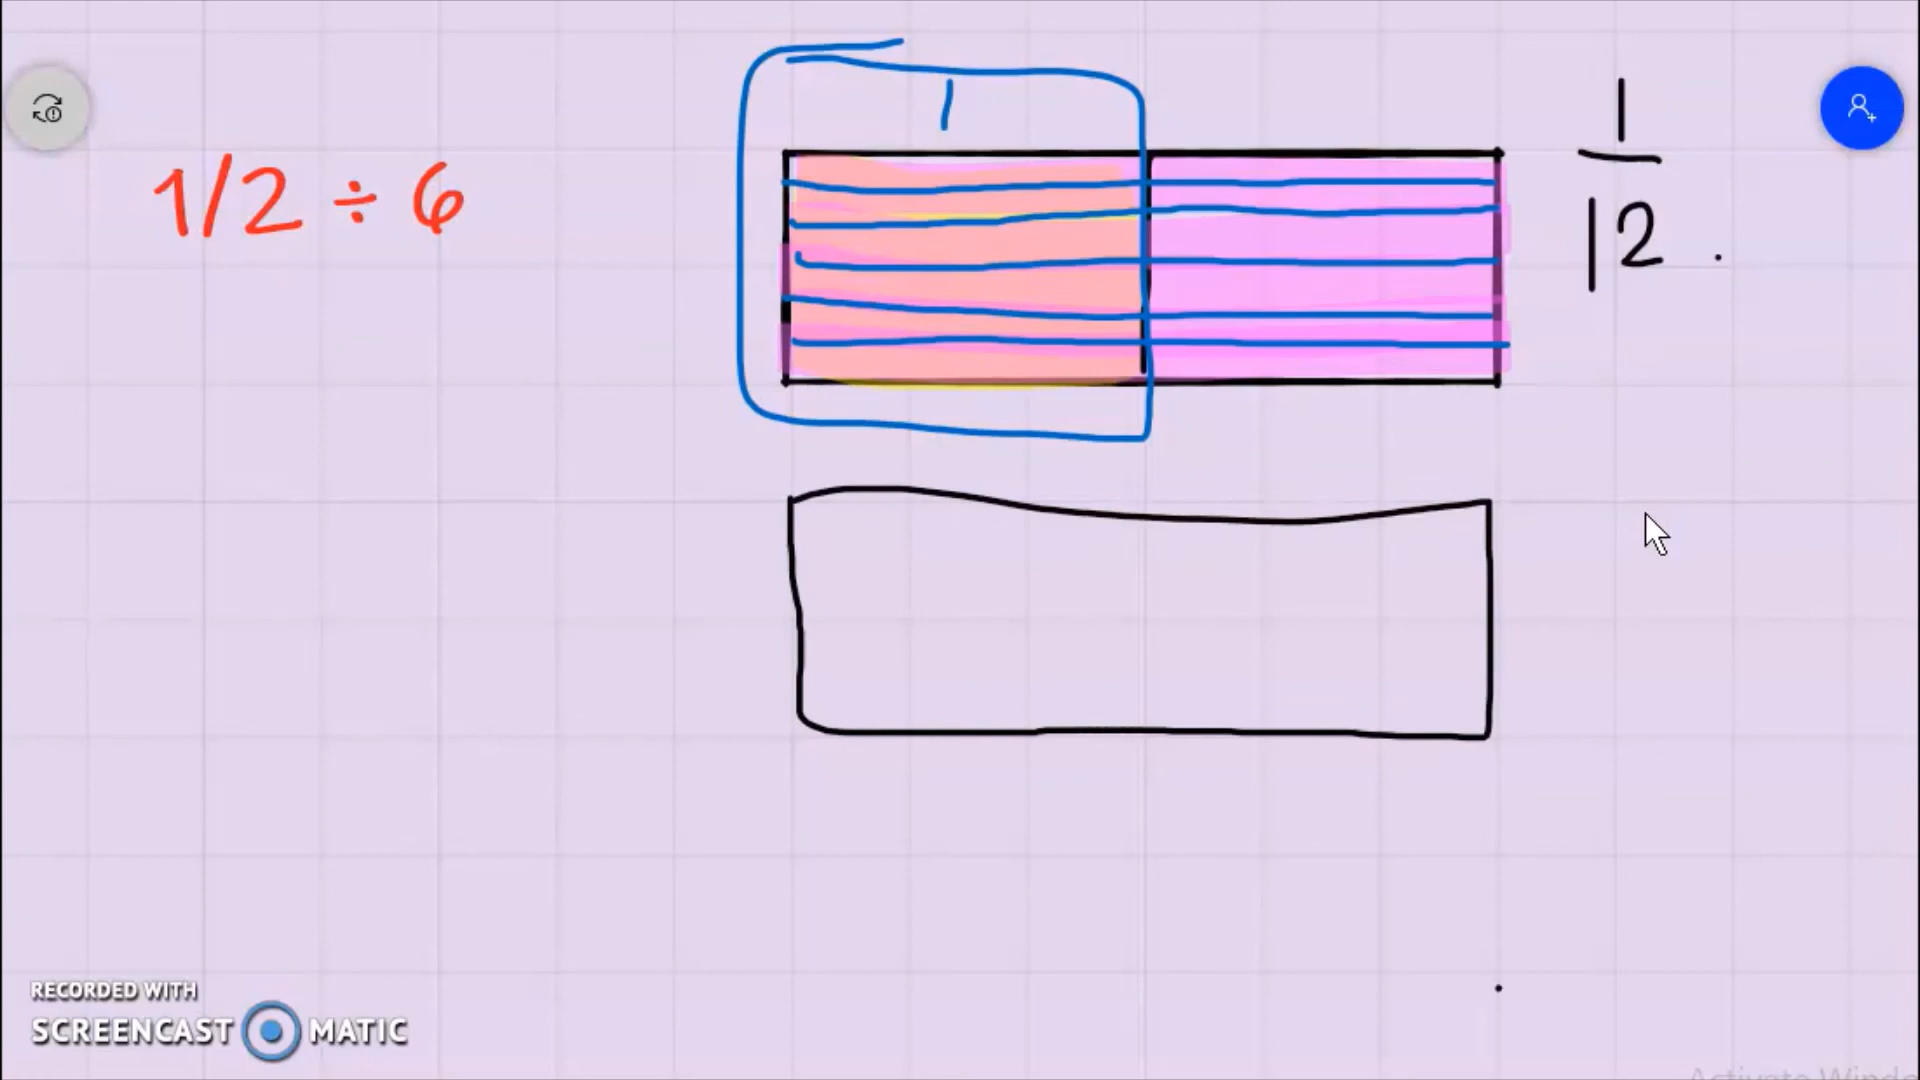 1/2 ÷ 6
1
1
12 .
RECORDED WITH
SCREENCAST MATIC